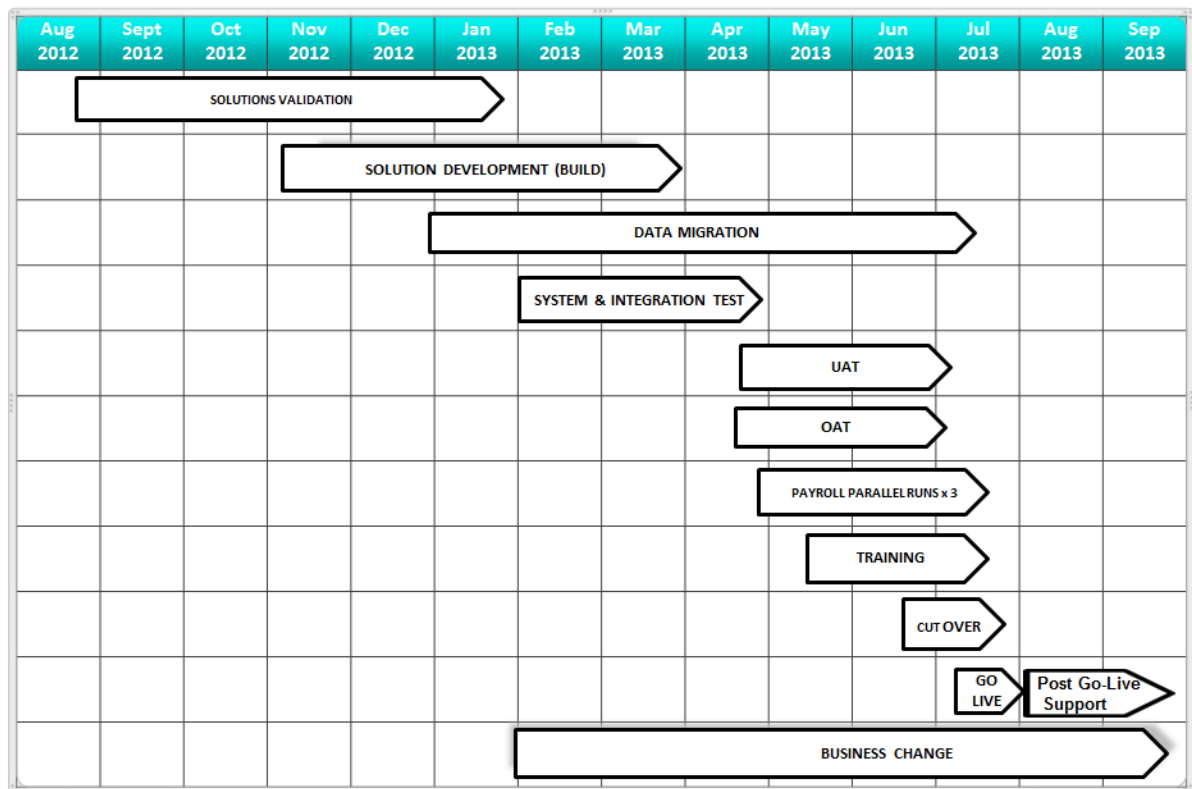 Aug Sept Oct Nov Dec Jan Feb Mar Apr May Jun Jul Aug Sep
2012 2012 2012 2012 2012 2013 2013 2013 2013 2013 2013 2013 2013 2013
SOLUTIONS VALIDATION
SOLUTION DEVELOPMENT (BUILD)
DATA MIGRATION
SYSTEM & INTEGRATION TEST
UAT
OAT
PAYROLL PARALLEL RUNS x 3
TRAINING
CUT OVER
GO
LIVE
Post Go-Live
Support
BUSINESS CHANGE